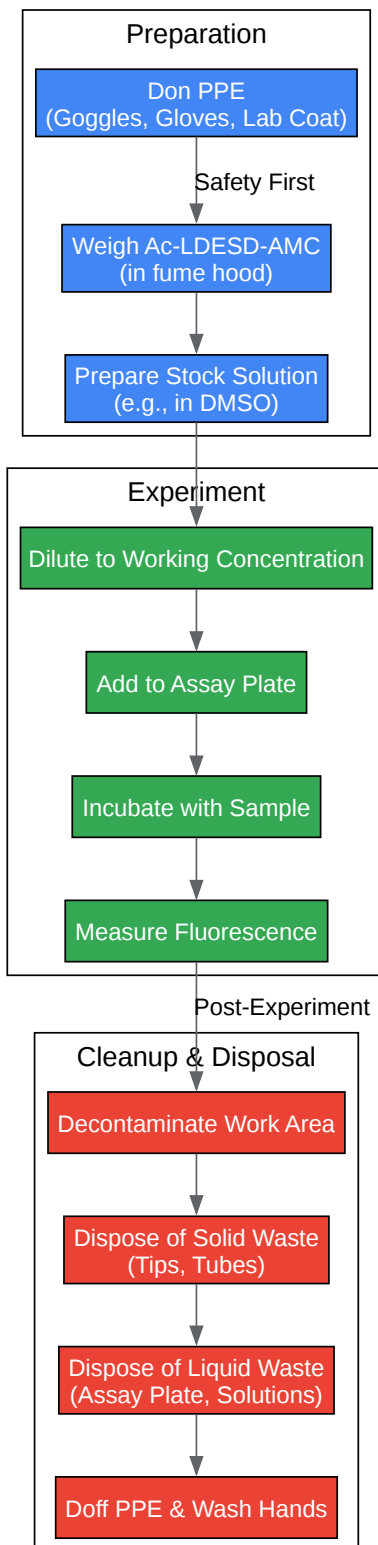 Preparation
Don PPE
(Goggles, Gloves, Lab Coat)
Safety First
Weigh Ac-LDESD-AMC
(in fume hood)
Prepare Stock Solution
(e.g., in DMSO)
Experiment
Dilute to Working Concentration
Add to Assay Plate
Incubate with Sample
Measure Fluorescence
Post-Experiment
Cleanup & Disposal
Decontaminate Work Area
Dispose of Solid Waste
(Tips, Tubes)
Dispose of Liquid Waste
(Assay Plate, Solutions)
Doff PPE & Wash Hands